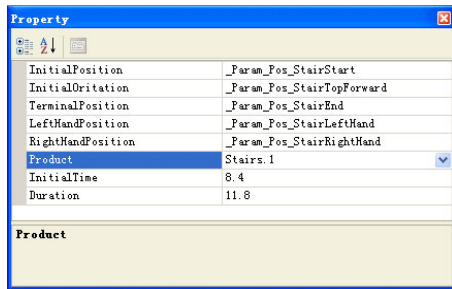 Property
InitialPosition _Param_Pos_StairStart
InitialOritation _Param_Pos_StairTopForward
TerminalPosition _Param_Pos_StairEnd
LeftHandPosition _Param_Pos_StairLeftHand
RightHandPosition _Param_Pos_StairRightHand
Product Stairs.1
InitialTime 8.4
Duration 11.8
Product